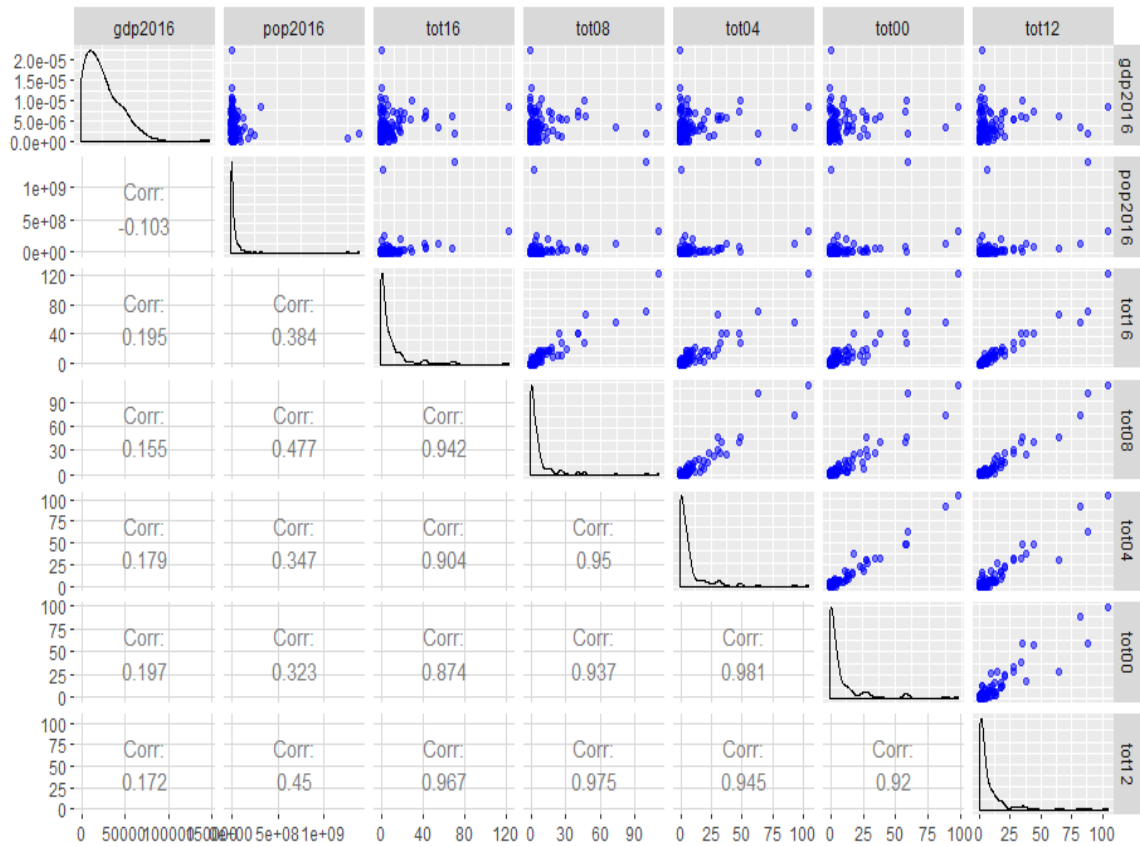 gdp2016 pop2016 tot16 tot08 tot04 tot00 tot12
2.0e-05
1.5e-05
1.0e-05
5.0e-06
0.0e+00
gdp2016
1e+09
5e+08
0e+00
Corr:
-0.103
pop2016
120
80
40
0
Corr:
0.195
Corr:
0.384
tot16
90
60
30
0
Corr:
0.155
Corr:
0.477
Corr:
0.942
tot08
100
75
50
25
0
Corr:
0.179
Corr:
0.347
Corr:
0.904
Corr:
0.95
tot04
100
75
50
25
0
Corr:
0.197
Corr:
0.323
Corr:
0.874
Corr:
0.937
Corr:
0.981
tot00
100
75
50
25
0
Corr:
0.172
Corr:
0.45
Corr:
0.967
Corr:
0.975
Corr:
0.945
Corr:
0.92
tot12
0 50000 100000 5e+08 1e+09 0 40 80 120 0 30 60 90 0 25 50 75 100 0 25 50 75 100 0 25 50 75 100